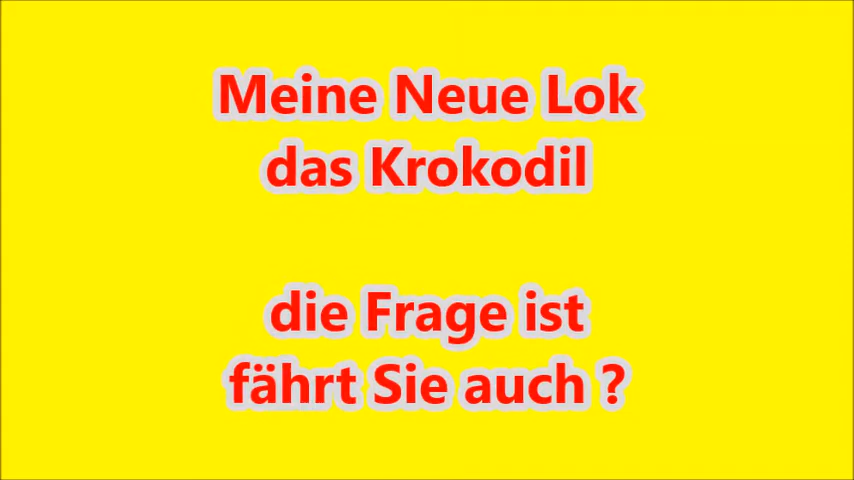 Meine Neue Lok
das Krokodil
die Frage ist
fährt Sie auch ?